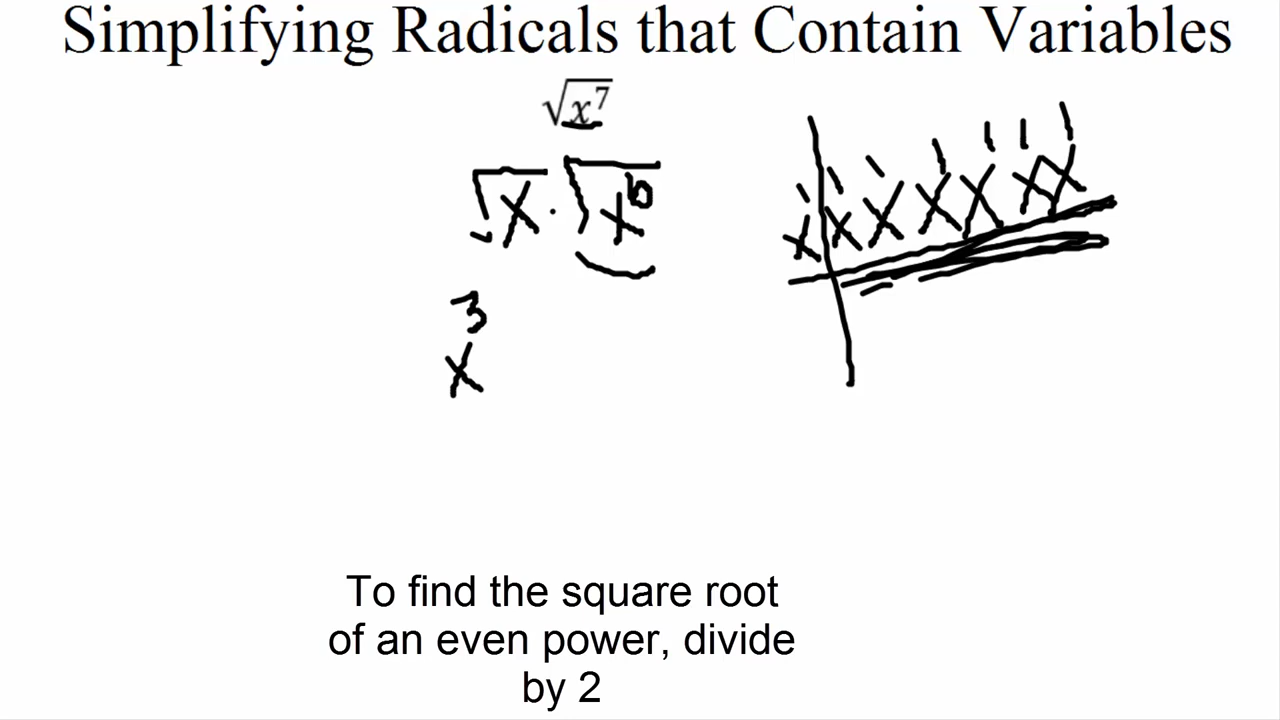 Simplifying Radicals that Contain Variables
√x⁷
√x · √x⁶
x³
x x x x x x x
To find the square root
of an even power, divide
by 2